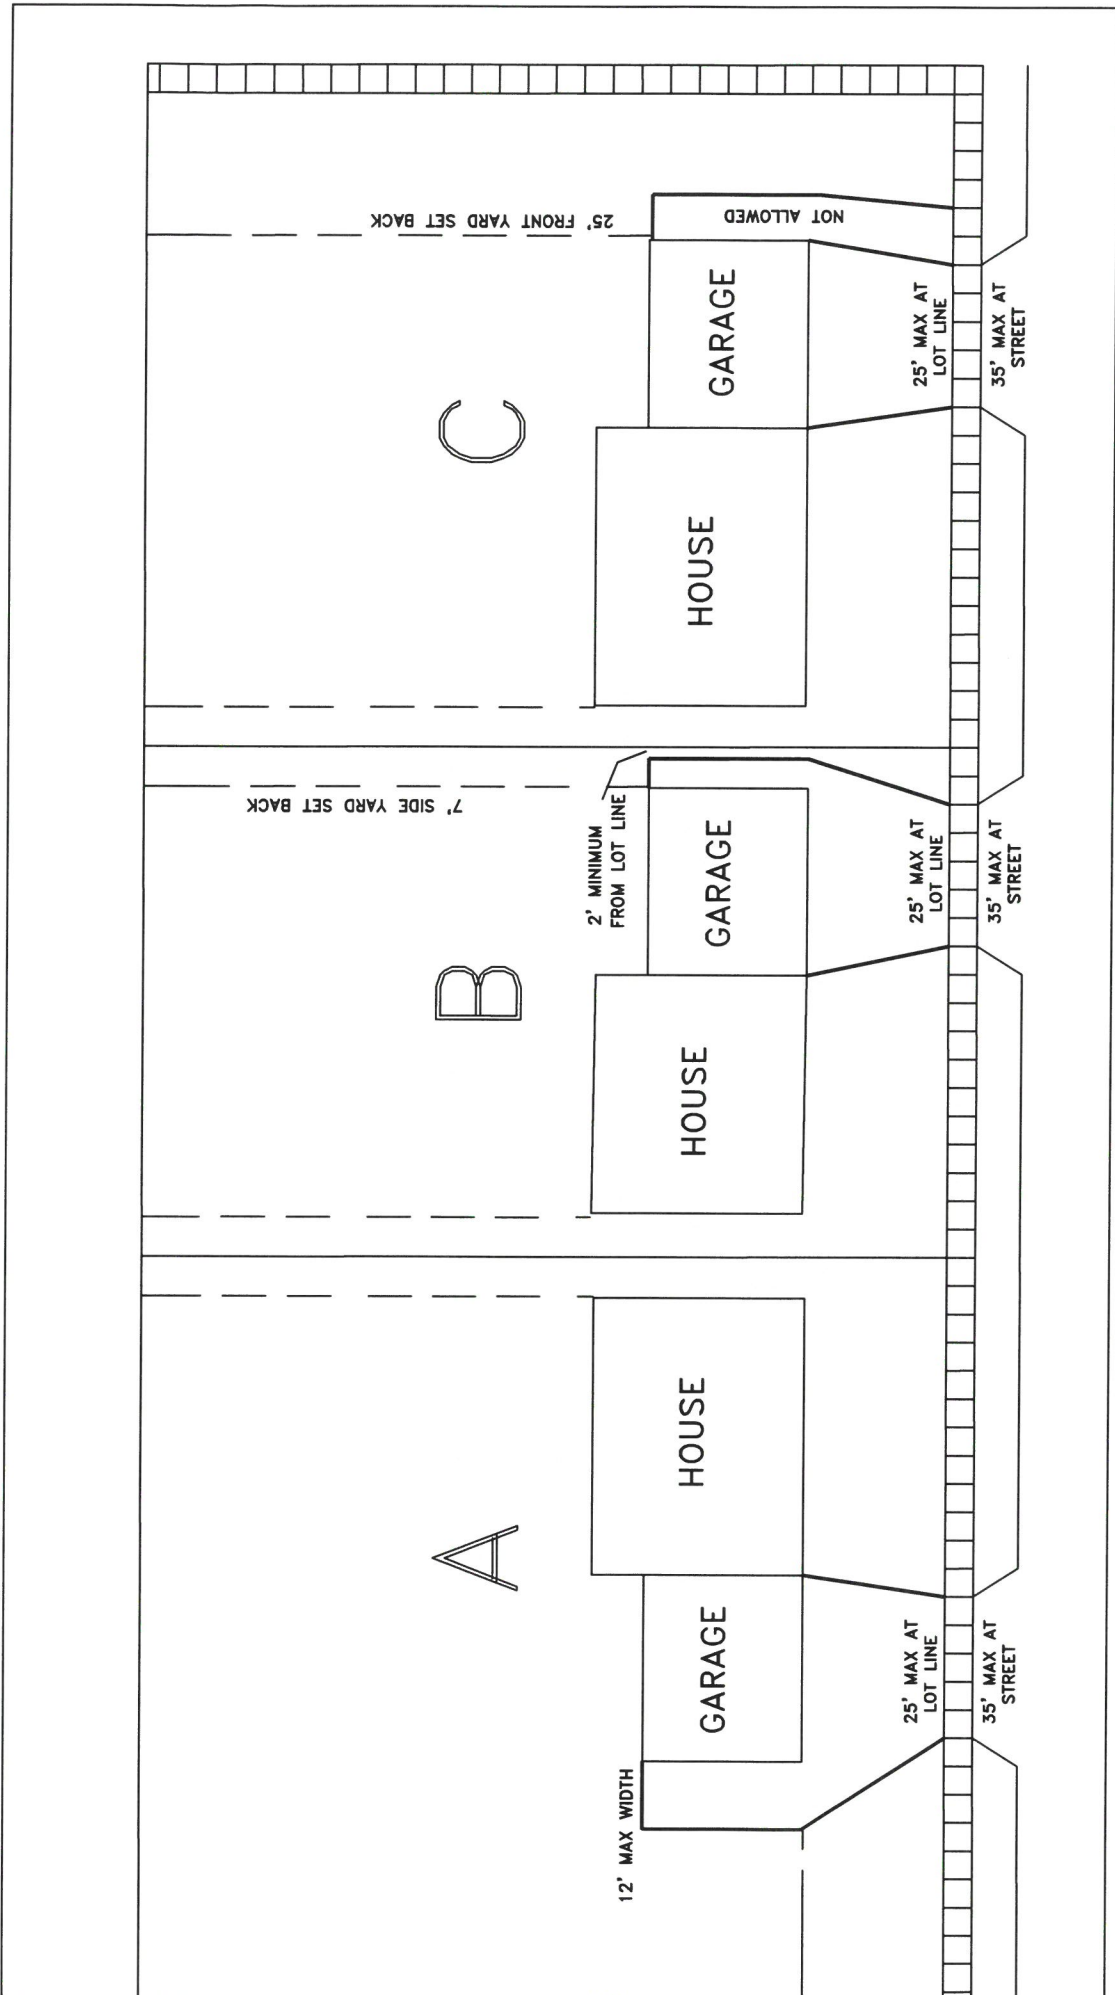 A
12' MAX WIDTH
GARAGE
HOUSE
25' MAX AT
LOT LINE
35' MAX AT
STREET
B
7' SIDE YARD SET BACK
2' MINIMUM
FROM LOT LINE
HOUSE
GARAGE
25' MAX AT
LOT LINE
35' MAX AT
STREET
C
25' FRONT YARD SET BACK
HOUSE
GARAGE
NOT ALLOWED
25' MAX AT
LOT LINE
35' MAX AT
STREET